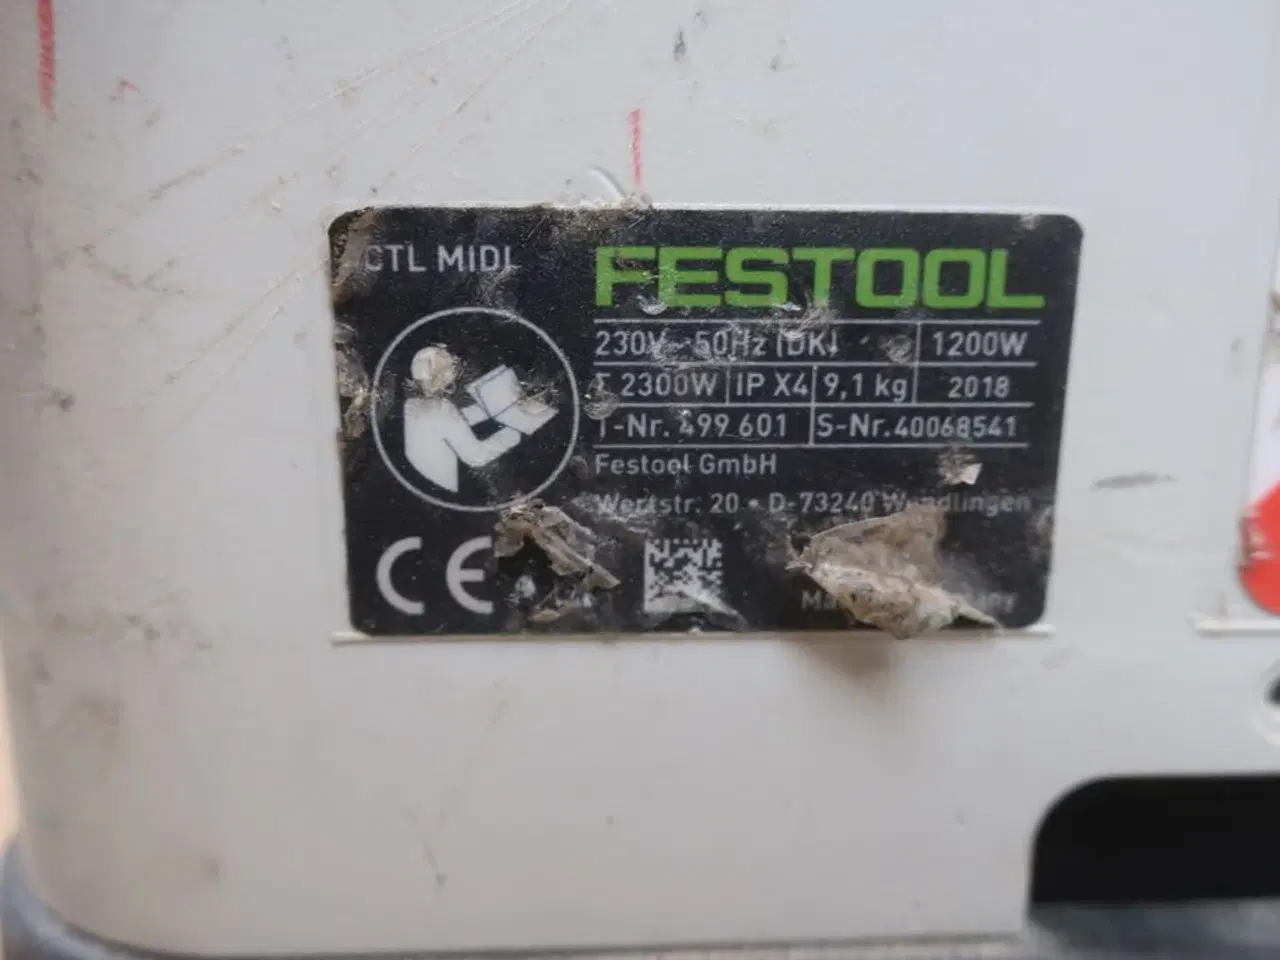 CTL MIDI
FESTOOL
230V~50Hz (DK) 1200W
Σ 2300W IP X4 9,1 kg 2018
T-Nr. 499 601 S-Nr. 40068541
Festool GmbH
Wertstr. 20 • D-73240 Wendlingen
CE